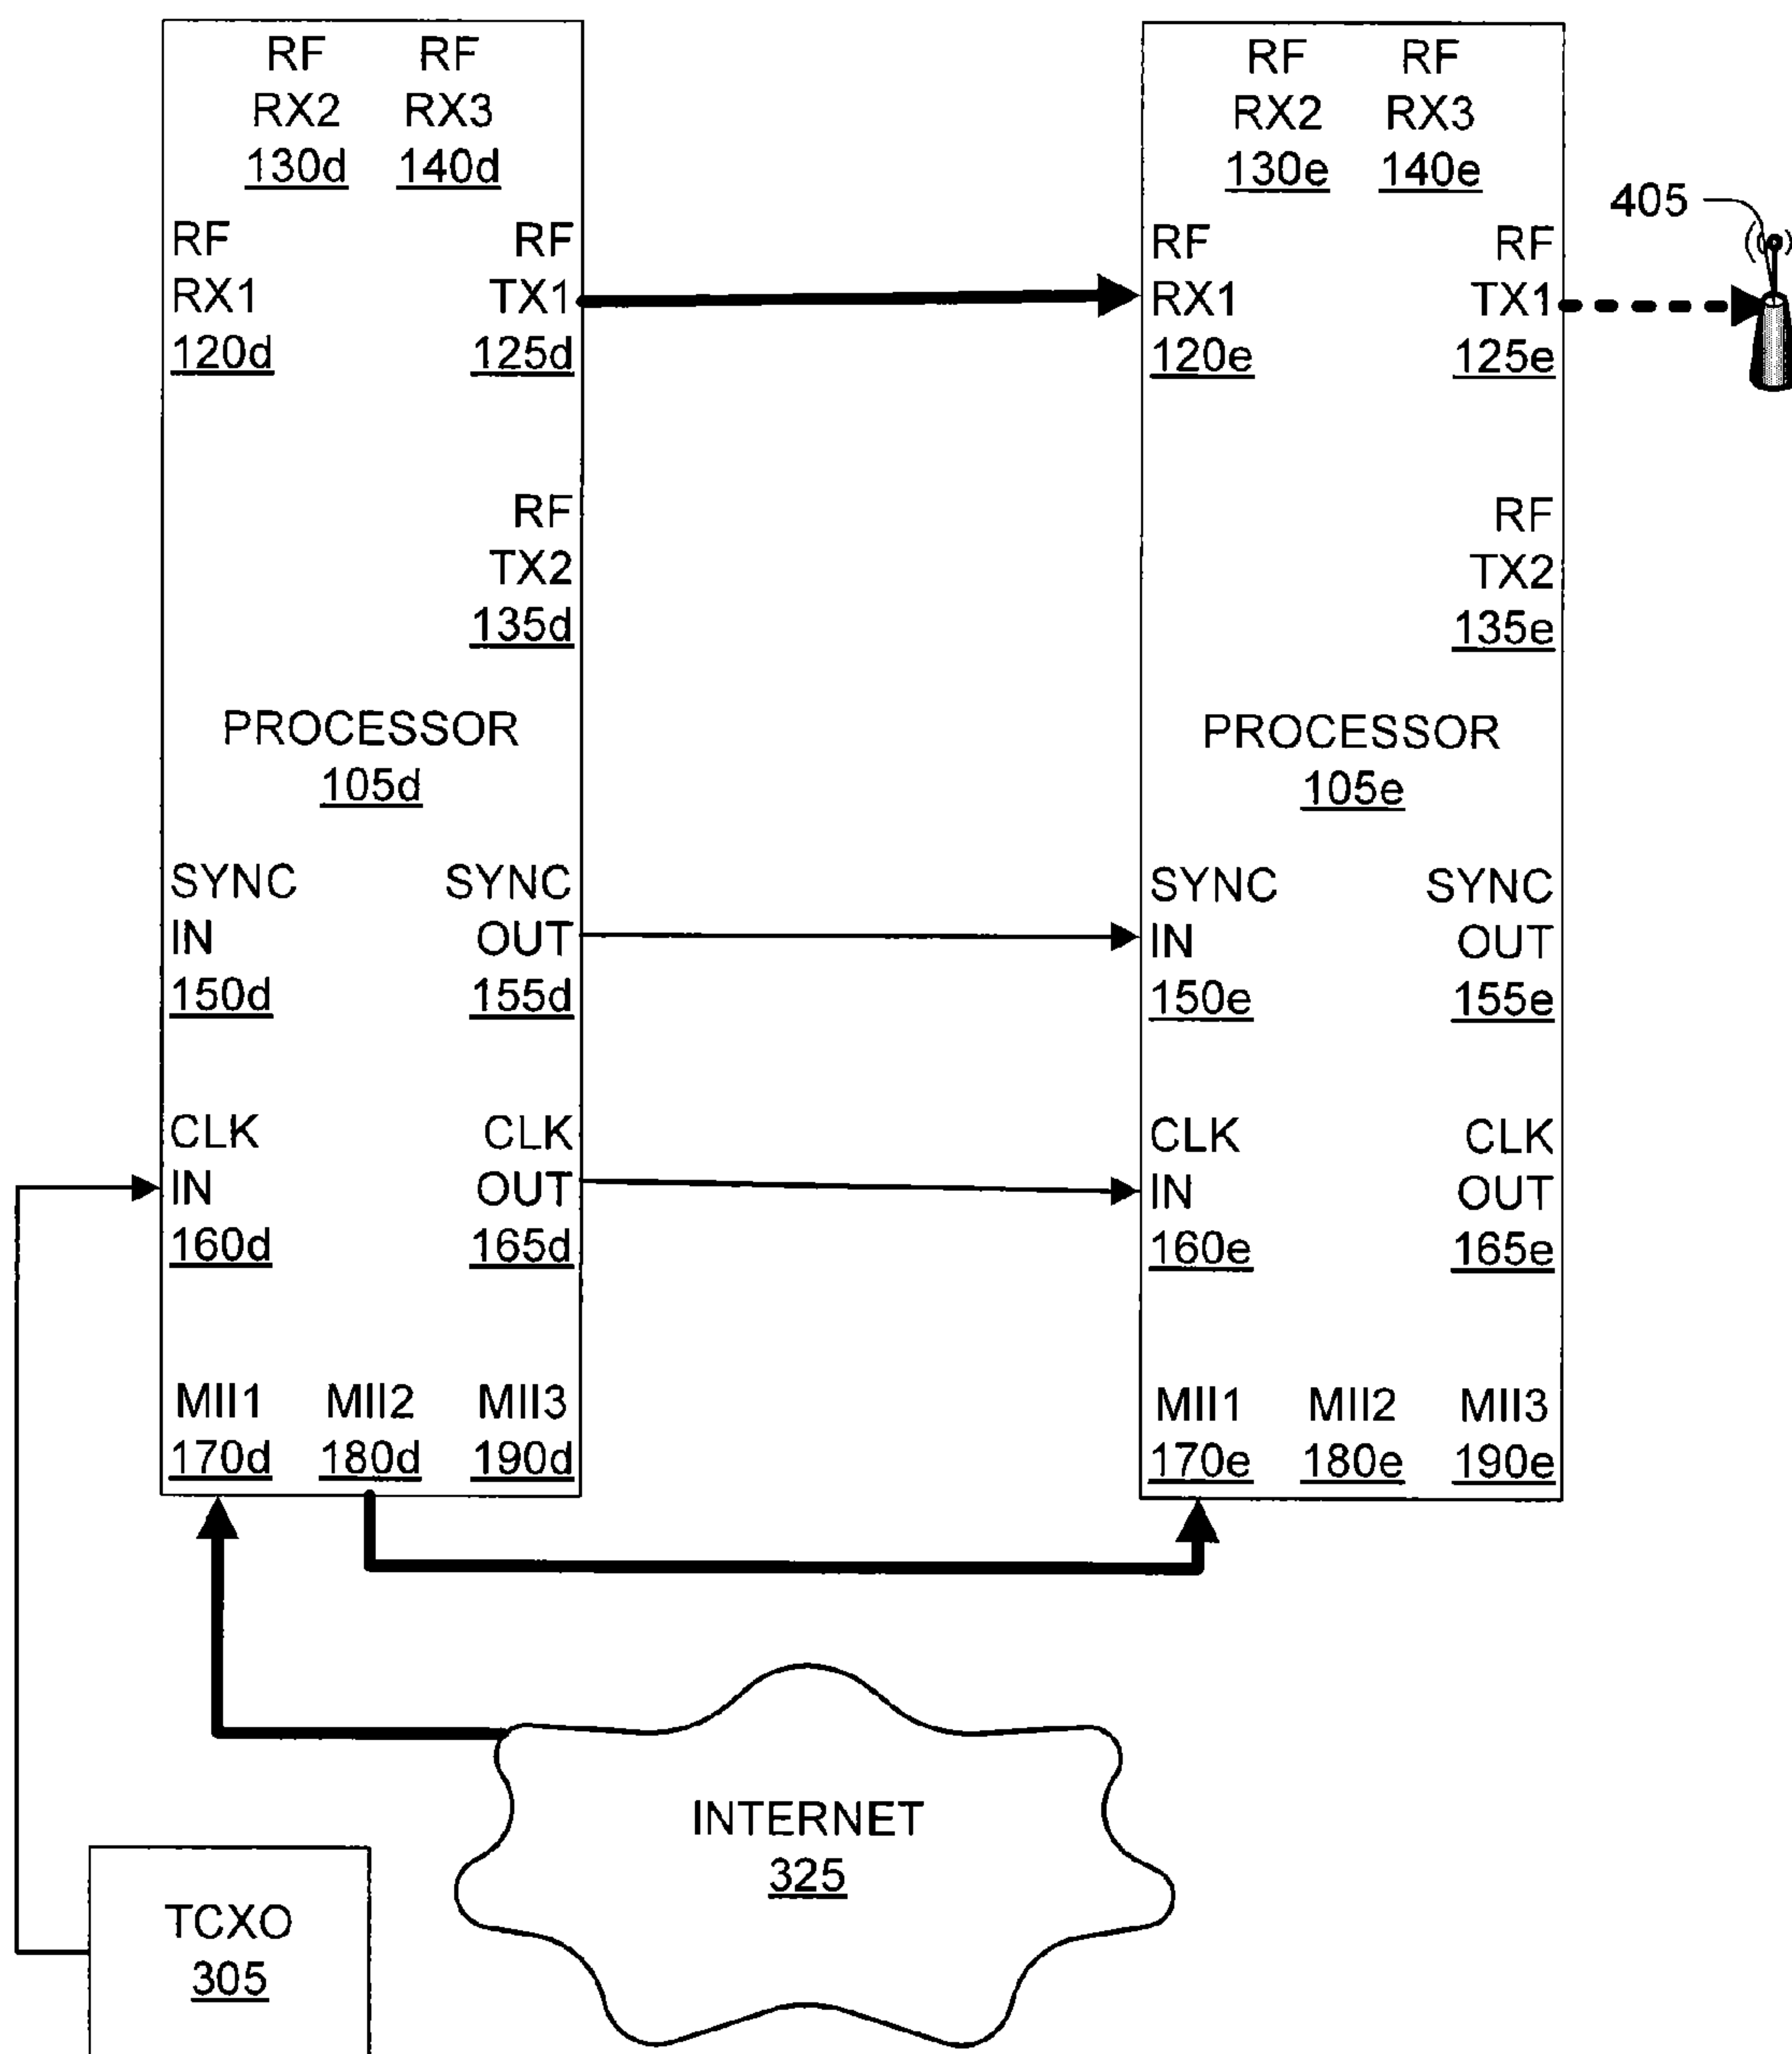 RF RF
RX2 RX3
130d 140d
RF RF
RX1 TX1
120d 125d
RF
TX2
135d
PROCESSOR
105d
SYNC SYNC
IN OUT
150d 155d
CLK CLK
IN OUT
160d 165d
MII1 MII2 MII3
170d 180d 190d
RF RF
RX2 RX3
130e 140e
RF RF
RX1 TX1
120e 125e
RF
TX2
135e
PROCESSOR
105e
SYNC SYNC
IN OUT
150e 155e
CLK CLK
IN OUT
160e 165e
MII1 MII2 MII3
170e 180e 190e
405
INTERNET
325
TCXO
305